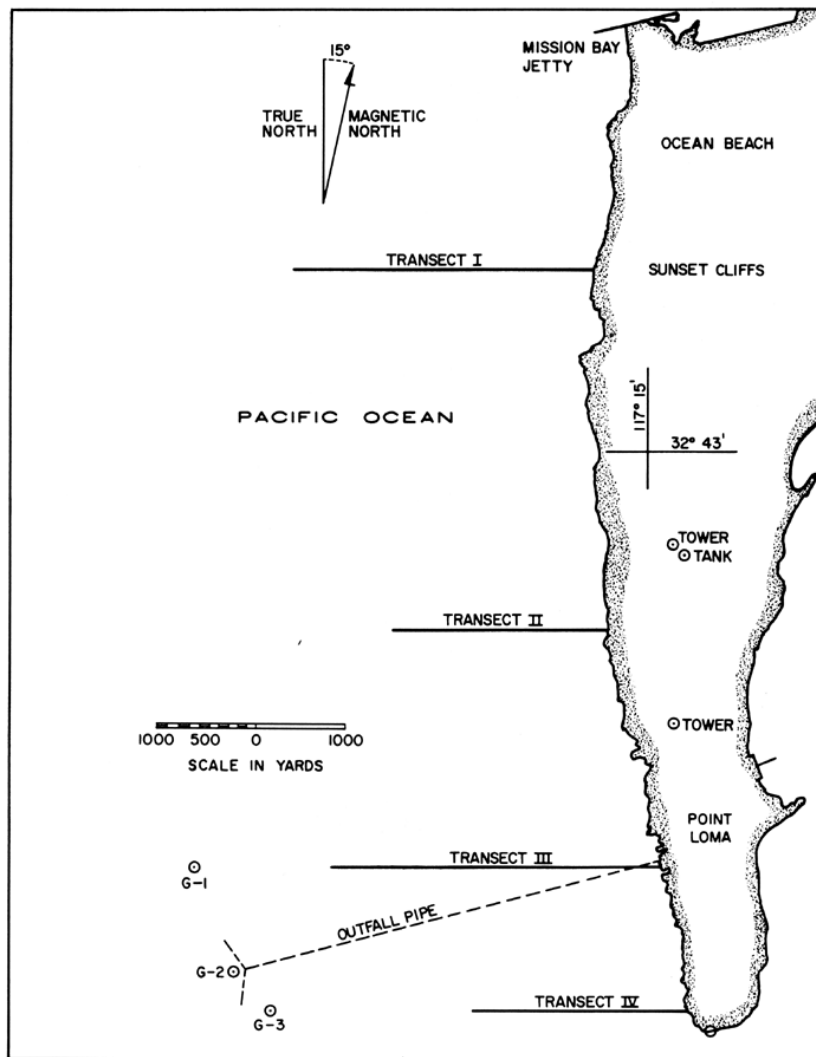 MISSION BAY
JETTY
15°
TRUE
NORTH
MAGNETIC
NORTH
OCEAN BEACH
TRANSECT I
SUNSET CLIFFS
117° 15'
PACIFIC OCEAN
32° 43'
TOWER
TANK
TRANSECT II
TOWER
1000 500 0 1000
SCALE IN YARDS
POINT
LOMA
TRANSECT III
G-1
OUTFALL PIPE
G-2
TRANSECT IV
G-3